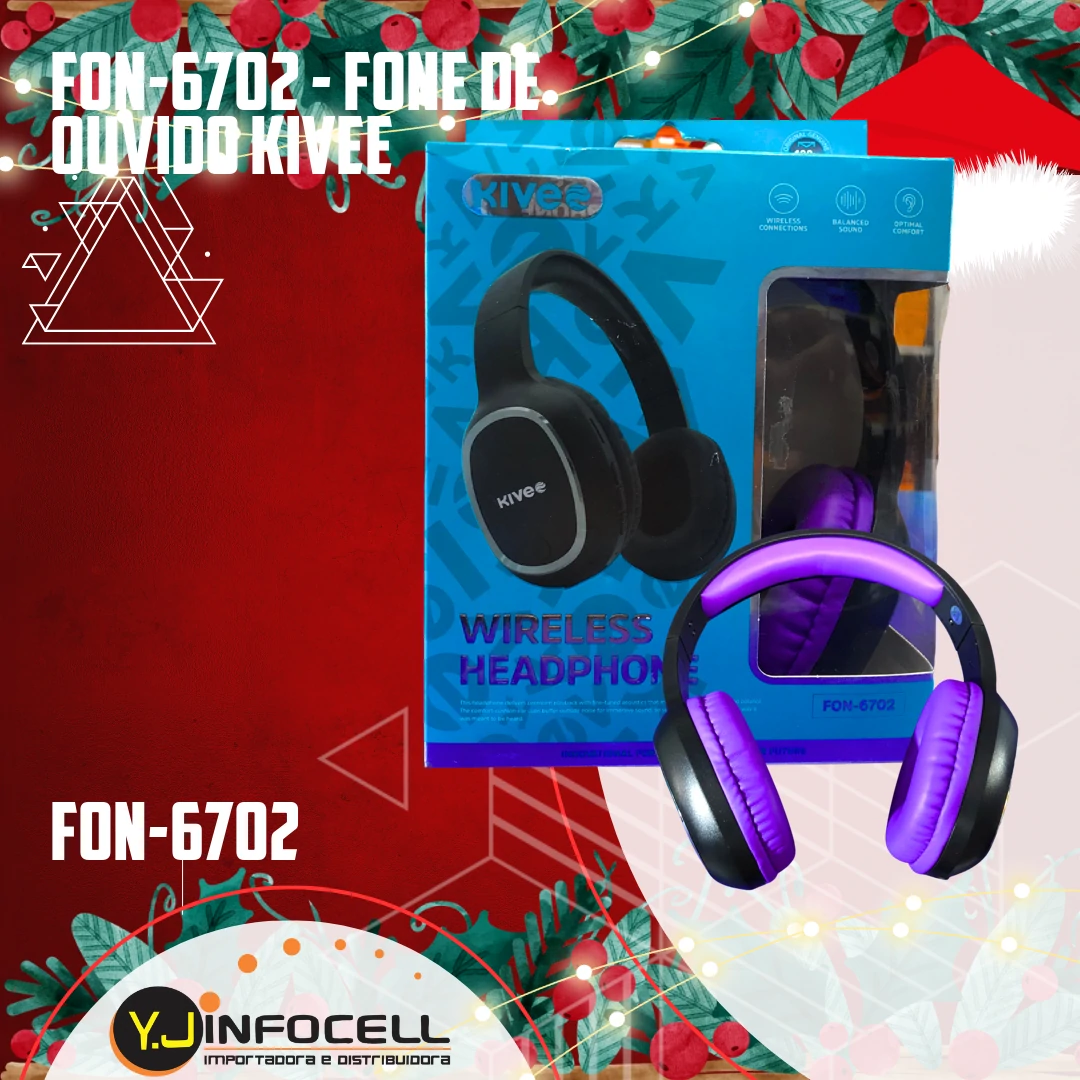 FON-6702 - FONE DE
OUVIDO KIVEE
KIVEE
WIRELESS
CONNECTIONS
BALANCED
SOUND
OPTIMAL
COMFORT
KIVEE
WIRELESS
HEADPHONE
FON-6702
FON-6702
Y.J INFOCELL
IMPORTADORA E DISTRIBUIDORA